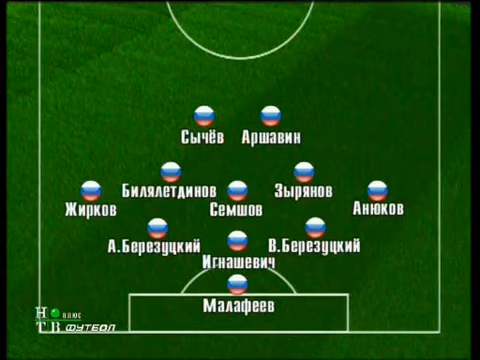 Сычёв Аршавин
Билялетдинов Зырянов
Жирков Семшов Анюков
А.Березуцкий В.Березуцкий
Игнашевич
Малафеев
НТВ ПЛЮС
ФУТБОЛ